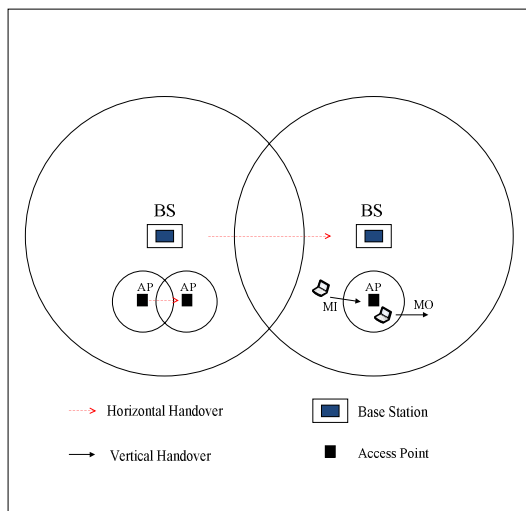 BS
BS
AP
AP
AP
MI
MO
Horizontal Handover
Base Station
Vertical Handover
Access Point